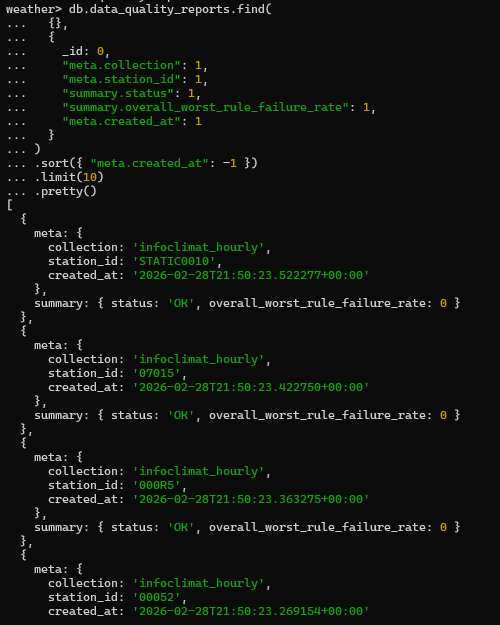 weather> db.data_quality_reports.find(
...   {},
...   {
...     _id: 0,
...     "meta.collection": 1,
...     "meta.station_id": 1,
...     "summary.status": 1,
...     "summary.overall_worst_rule_failure_rate": 1,
...     "meta.created_at": 1
...   }
... )
... .sort({ "meta.created_at": -1 })
... .limit(10)
... .pretty()
[
  {
    meta: {
      collection: 'infoclimat_hourly',
      station_id: 'STATIC0010',
      created_at: '2026-02-28T21:50:23.522277+00:00'
    },
    summary: { status: 'OK', overall_worst_rule_failure_rate: 0 }
  },
  {
    meta: {
      collection: 'infoclimat_hourly',
      station_id: '07015',
      created_at: '2026-02-28T21:50:23.422750+00:00'
    },
    summary: { status: 'OK', overall_worst_rule_failure_rate: 0 }
  },
  {
    meta: {
      collection: 'infoclimat_hourly',
      station_id: '000R5',
      created_at: '2026-02-28T21:50:23.363275+00:00'
    },
    summary: { status: 'OK', overall_worst_rule_failure_rate: 0 }
  },
  {
    meta: {
      collection: 'infoclimat_hourly',
      station_id: '00052',
      created_at: '2026-02-28T21:50:23.269154+00:00'